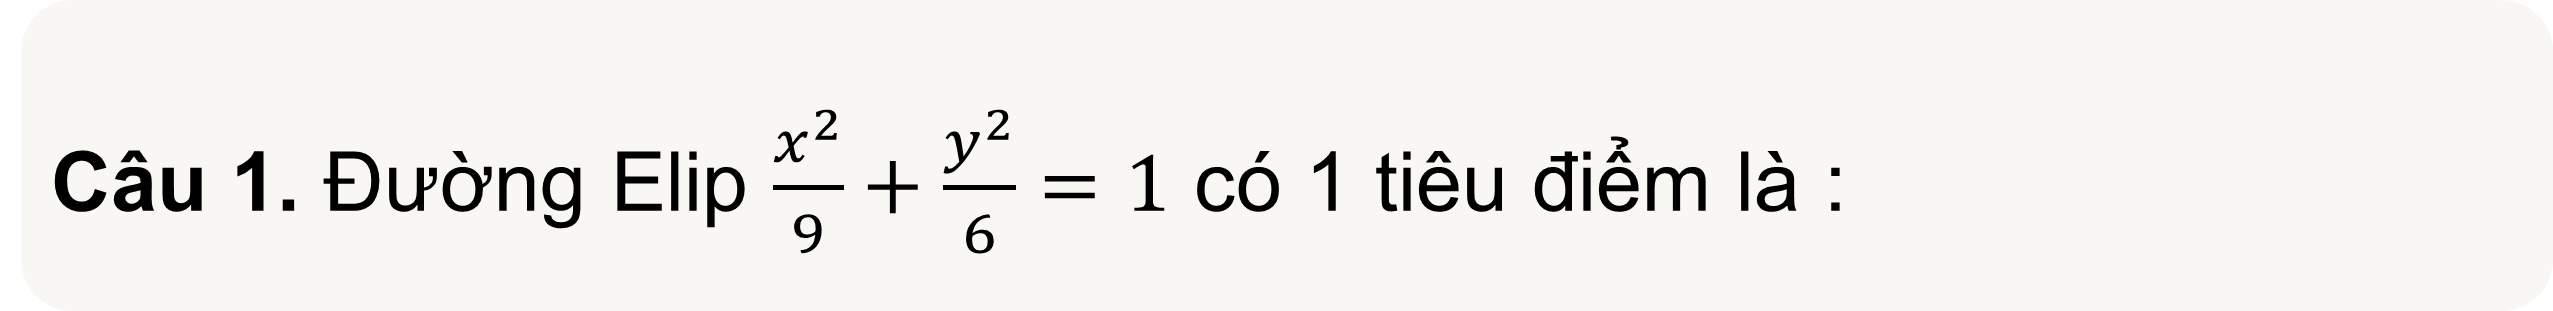 Câu 1. Đường Elip $\frac{x^2}{9} + \frac{y^2}{6} = 1$ có 1 tiêu điểm là :